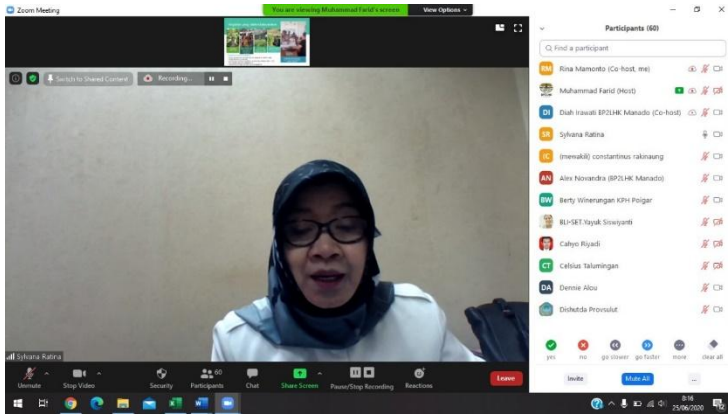 Zoom Meeting
You are viewing Muhammad Farid's screen
View Options
Participants (60)
Find a participant
Switch to Shared Content
Recording...
RM Rina Mamonto (Co-host, me)
Muhammad Farid (Host)
DI Diah Irawati BP2LHK Manado (Co-host)
SR Sylvana Ratina
IC (mewakili) constantinus rakinaung
AN Alex Novandra (BP2LHK Manado)
BW Berty Winerungan KPH Poigar
BLI-SET.Yayuk Siswiyanti
Cahyo Riyadi
CT Celsius Talumingan
DA Dennie Alou
Dishutda Provsulut
yes no go slower go faster more clear all
Sylvana Ratina
Unmute Stop Video Security Participants 60 Chat Share Screen Pause/Stop Recording Reactions Leave
Invite Mute All ...
8:16
25/06/2020